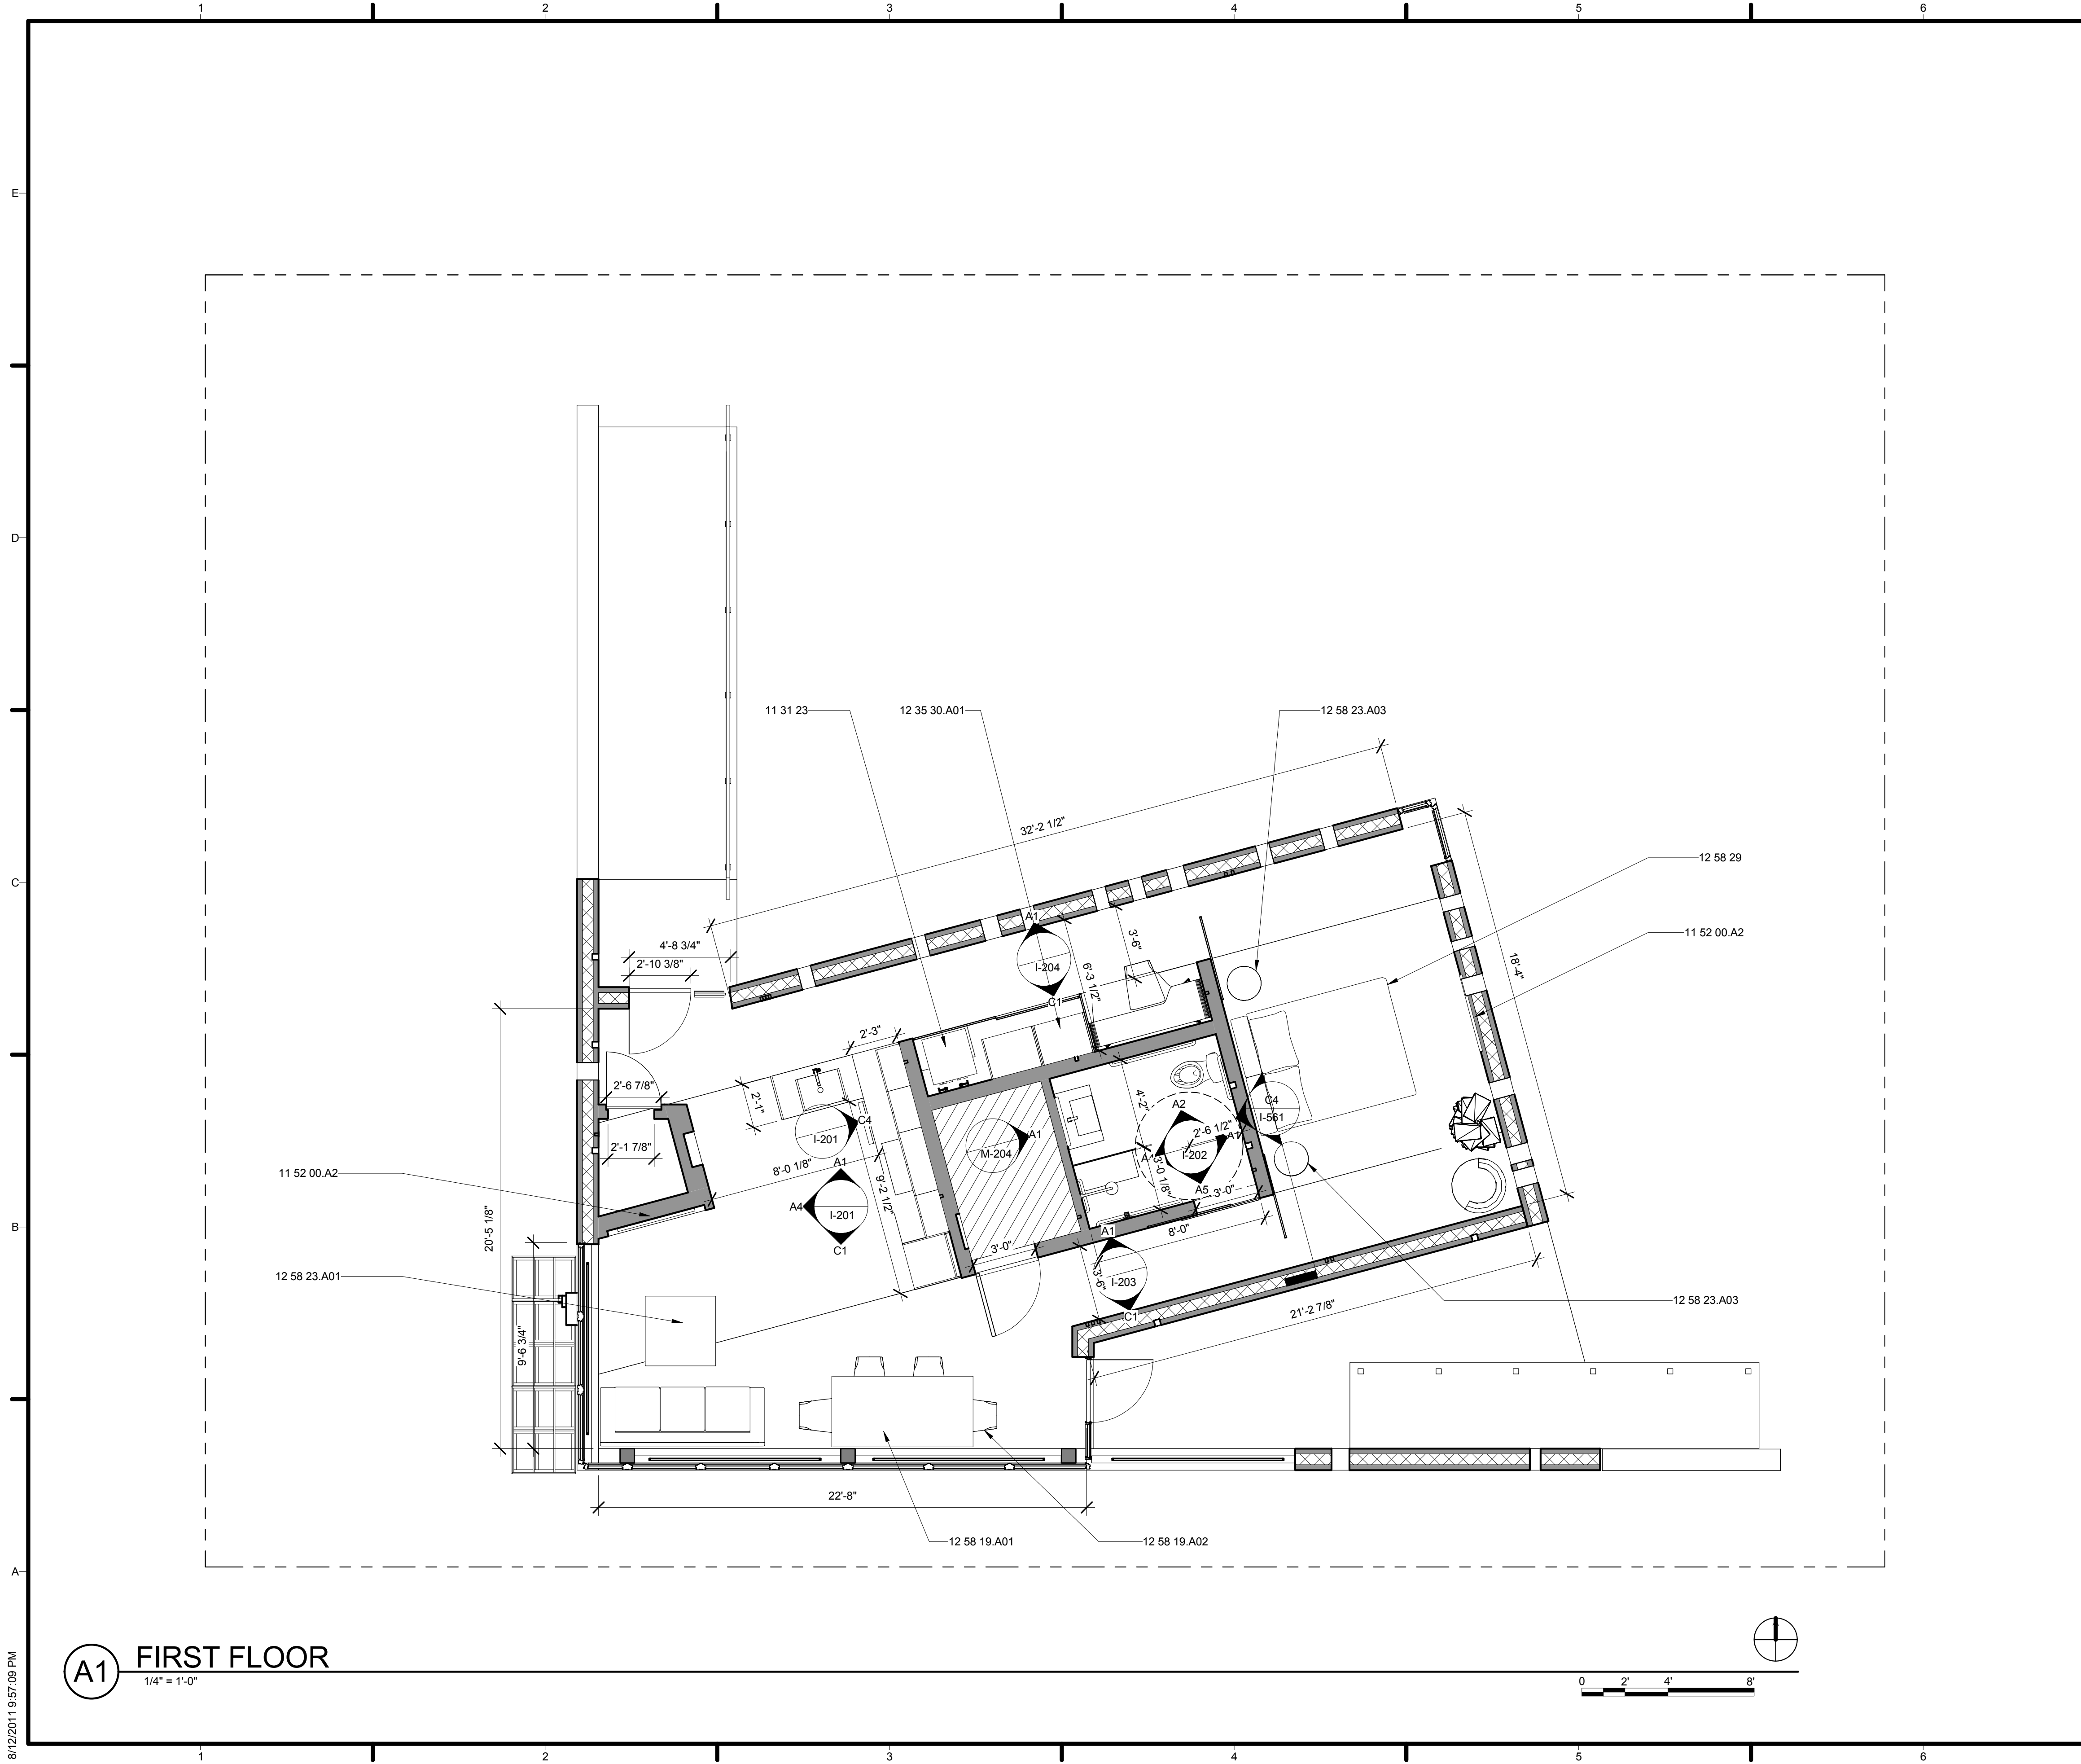 1 2 3 4 5 6
E
D
C
B
A
11 31 23
12 35 30.A01
12 58 23.A03
32'-2 1/2"
12 58 29
11 52 00.A2
18'-4"
A1
I-204
C1
3'-6"
6'-3 1/2"
4'-8 3/4"
2'-10 3/8"
2'-3"
2'-6 7/8"
2'-1"
2'-1 7/8"
C4
I-201
8'-0 1/8"
A1
A4
I-201
C1
9'-2 1/2"
A1
M-204
4'-2"
A2
2'-6 1/2"
A1
I-202
A5
3'-0 1/8"
3'-0"
C4
I-561
11 52 00.A2
20'-5 1/8"
3'-0"
8'-0"
A1
I-203
C1
3'-6"
12 58 23.A01
9'-6 3/4"
21'-2 7/8"
12 58 23.A03
22'-8"
12 58 19.A01
12 58 19.A02
A1
FIRST FLOOR
1/4" = 1'-0"
0 2' 4' 8'
8/12/2011 9:57:09 PM
1 2 3 4 5 6